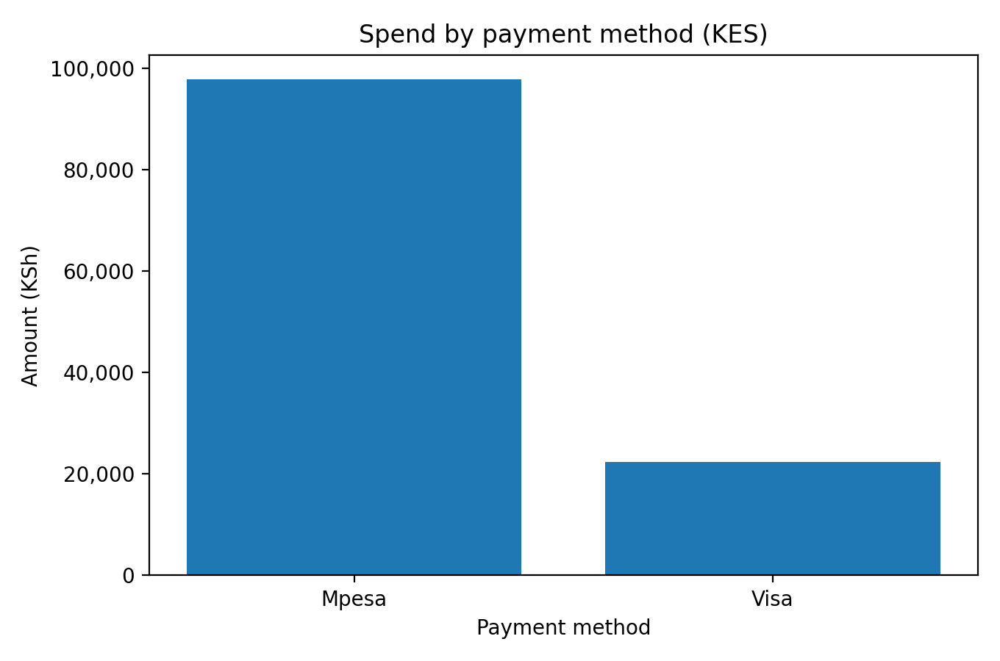 Spend by payment method (KES)
100,000
80,000
60,000
40,000
20,000
0
Amount (KSh)
Mpesa
Visa
Payment method